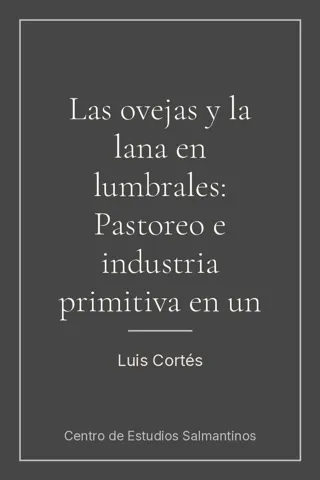 Las ovejas y la
lana en
lumbrales:
Pastoreo e
industria
primitiva en un
Luis Cortés
Centro de Estudios Salmantinos